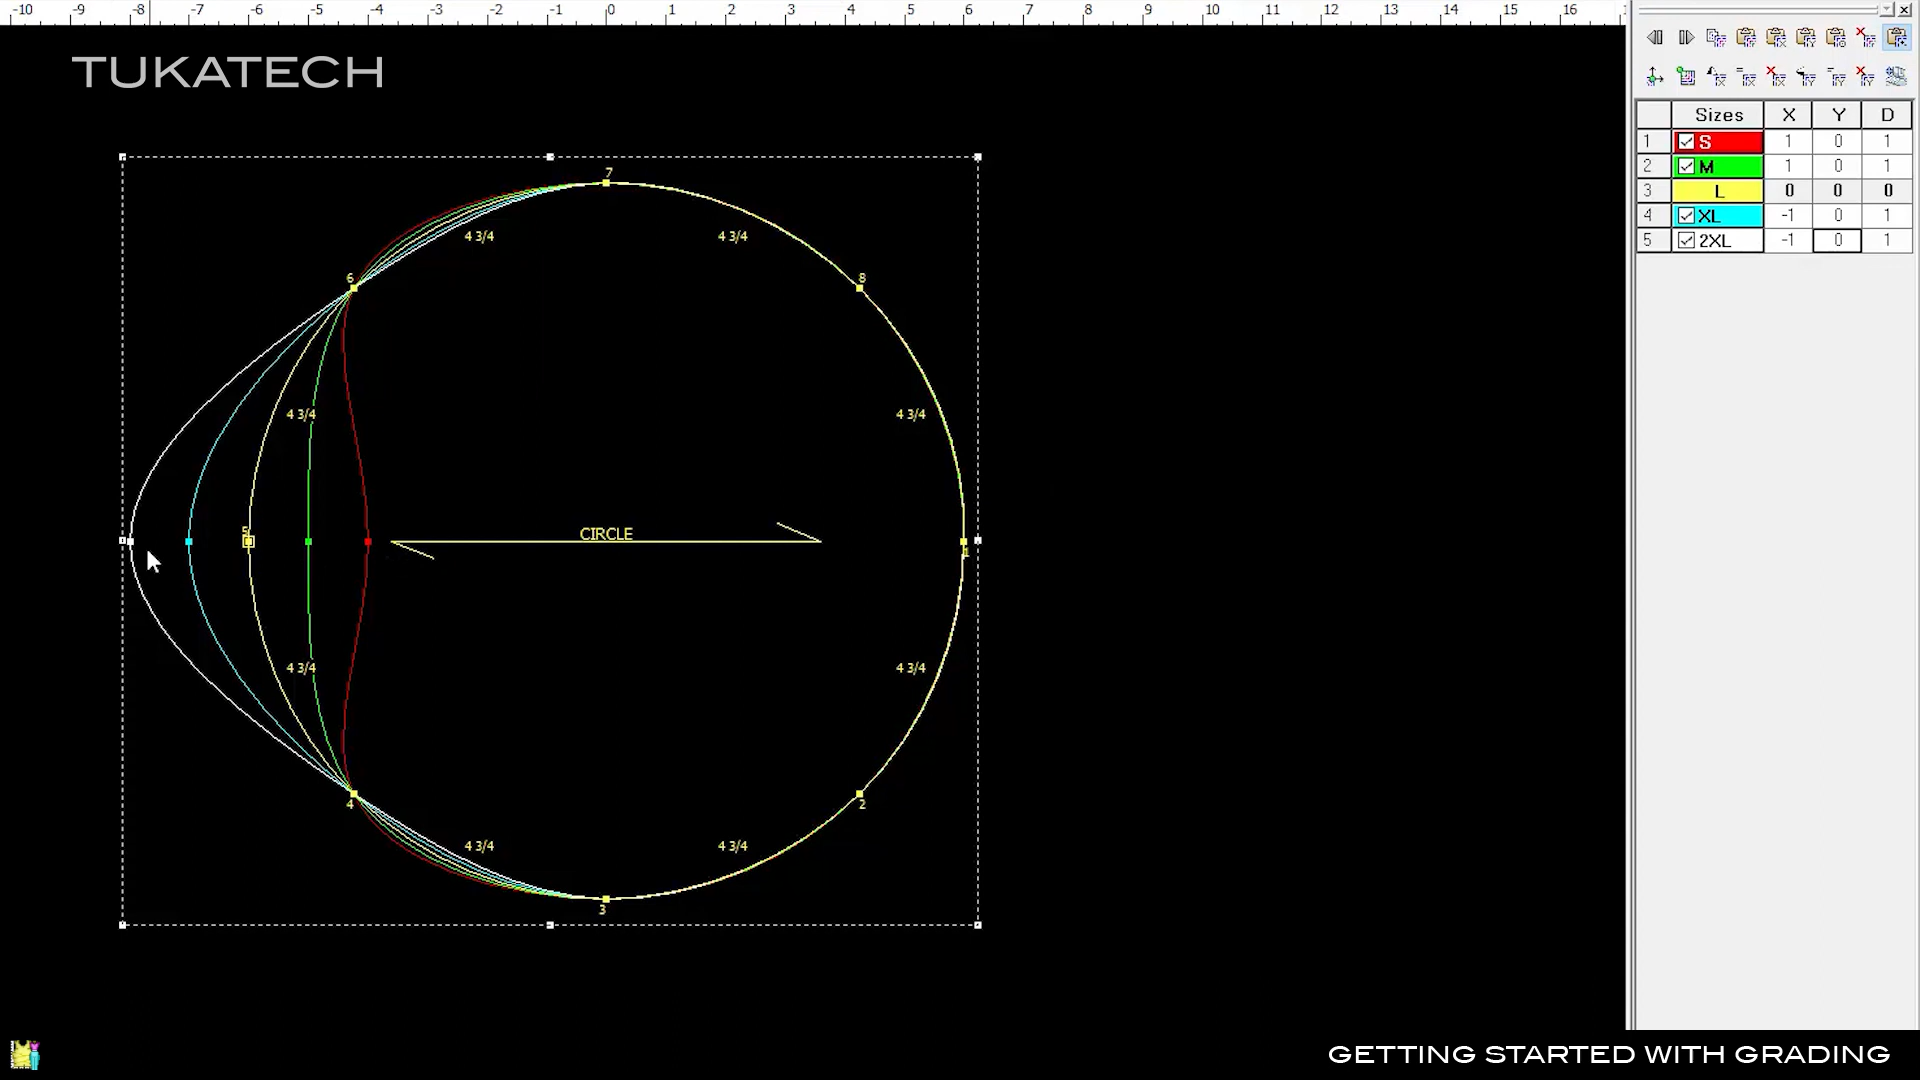 -10 -9 -8 -7 -6 -5 -4 -3 -2 -1 0 1 2 3 4 5 6 7 8 9 10 11 12 13 14 15 16
TUKATECH
Sizes X Y D
1 S 1 0 1
2 M 1 0 1
3 L 0 0 0
4 XL -1 0 1
5 2XL -1 0 1
7
4 3/4 4 3/4
6 8
4 3/4 4 3/4
5 CIRCLE 1
4 3/4 4 3/4
4 2
4 3/4 4 3/4
3
GETTING STARTED WITH GRADING